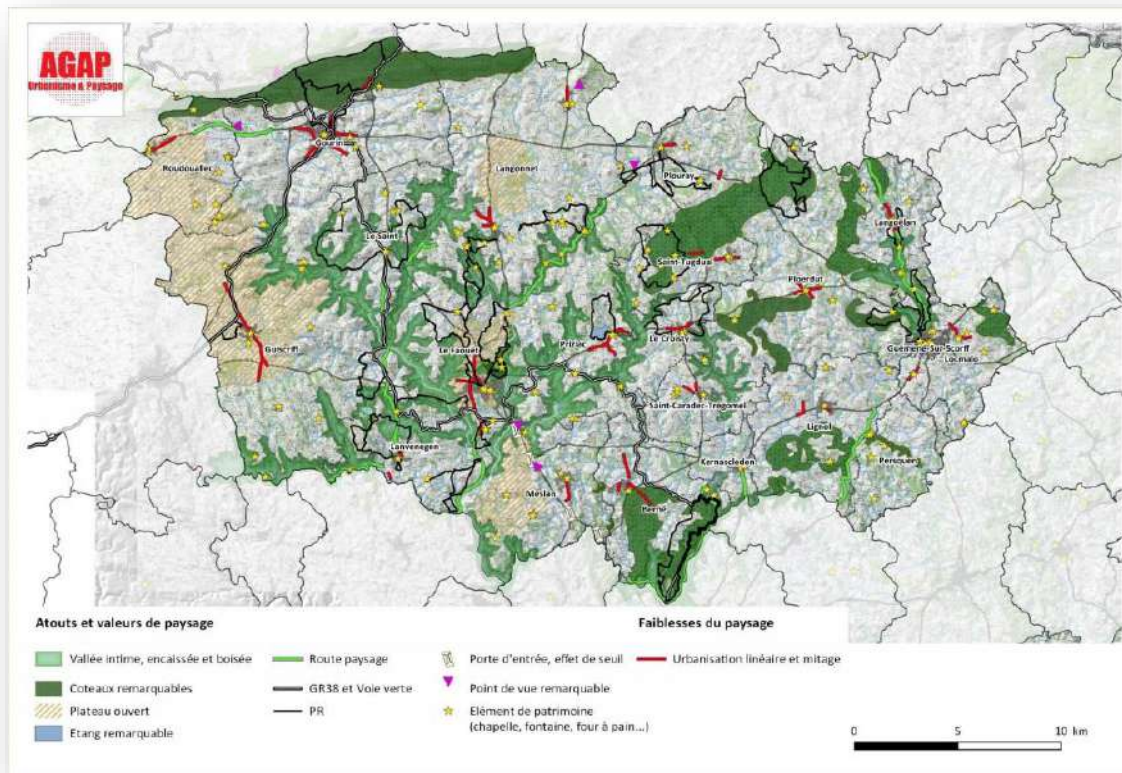 AGAP
Urbanisme & Paysage
Gourin
Roudouallec
Langonnet
Plouray
Le Saint
Langoëlan
Saint-Tugdual
Ploërdut
Guiscriff
Le Faouët
Priziac
Le Croisty
Guémené-Sur-Scorff
Locmalo
Saint-Caradec-Trégomel
Lignol
Lanvénégen
Kernascléden
Persquen
Meslan
Berné
Atouts et valeurs de paysage
Faiblesses du paysage
Vallée intime, encaissée et boisée
Route paysage
Porte d'entrée, effet de seuil
Urbanisation linéaire et mitage
Coteaux remarquables
GR38 et Voie verte
Point de vue remarquable
Plateau ouvert
PR
Elément de patrimoine
(chapelle, fontaine, four à pain...)
Etang remarquable
0 5 10 km